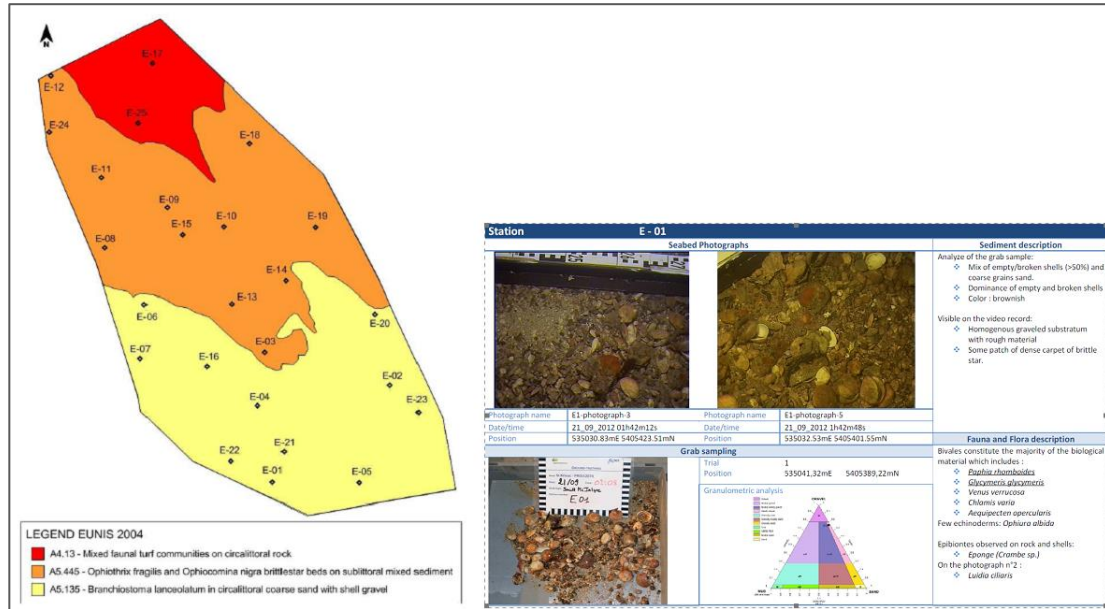 N
E-17
E-12
E-25
E-24
E-18
E-11
E-09
E-10
E-19
E-15
E-08
E-14
E-13
E-06
E-20
E-03
E-07
E-16
E-02
E-04
E-23
E-21
E-22
E-01
E-05
LEGEND EUNIS 2004
A4.13 - Mixed faunal turf communities on circalittoral rock
A5.445 - Ophiothrix fragilis and Ophiocomina nigra brittlestar beds on sublittoral mixed sediment
A5.135 - Branchiostoma lanceolatum in circalittoral coarse sand with shell gravel
Station E - 01
Seabed Photographs
Photograph name E1-photograph-3 Photograph name E1-photograph-5
Date/time 21_09_2012 01h42m12s Date/time 21_09_2012 1h42m48s
Position 535030.83mE 5405423.51mN Position 535032.53mE 5405401.55mN
Grab sampling
21/09
E01
Trial 1
Position 535041,32mE 5405389,22mN
Granulometric analysis
Sediment description
Analyze of the grab sample:
Mix of empty/broken shells (>50%) and
coarse grains sand.
Dominance of empty and broken shells
Color : brownish
Visible on the video record:
Homogenous graveled substratum
with rough material
Some patch of dense carpet of brittle
star.
Fauna and Flora description
Bivales constitute the majority of the biological
material which includes :
Paphia rhomboides
Glycymeris glycymeris
Venus verrucosa
Chlamis varia
Aequipecten apercularis
Few echinoderms: Ophiura albida
Epibiontes observed on rock and shells:
Eponge (Crambe sp.)
On the photograph n°2 :
Luidia ciliaris